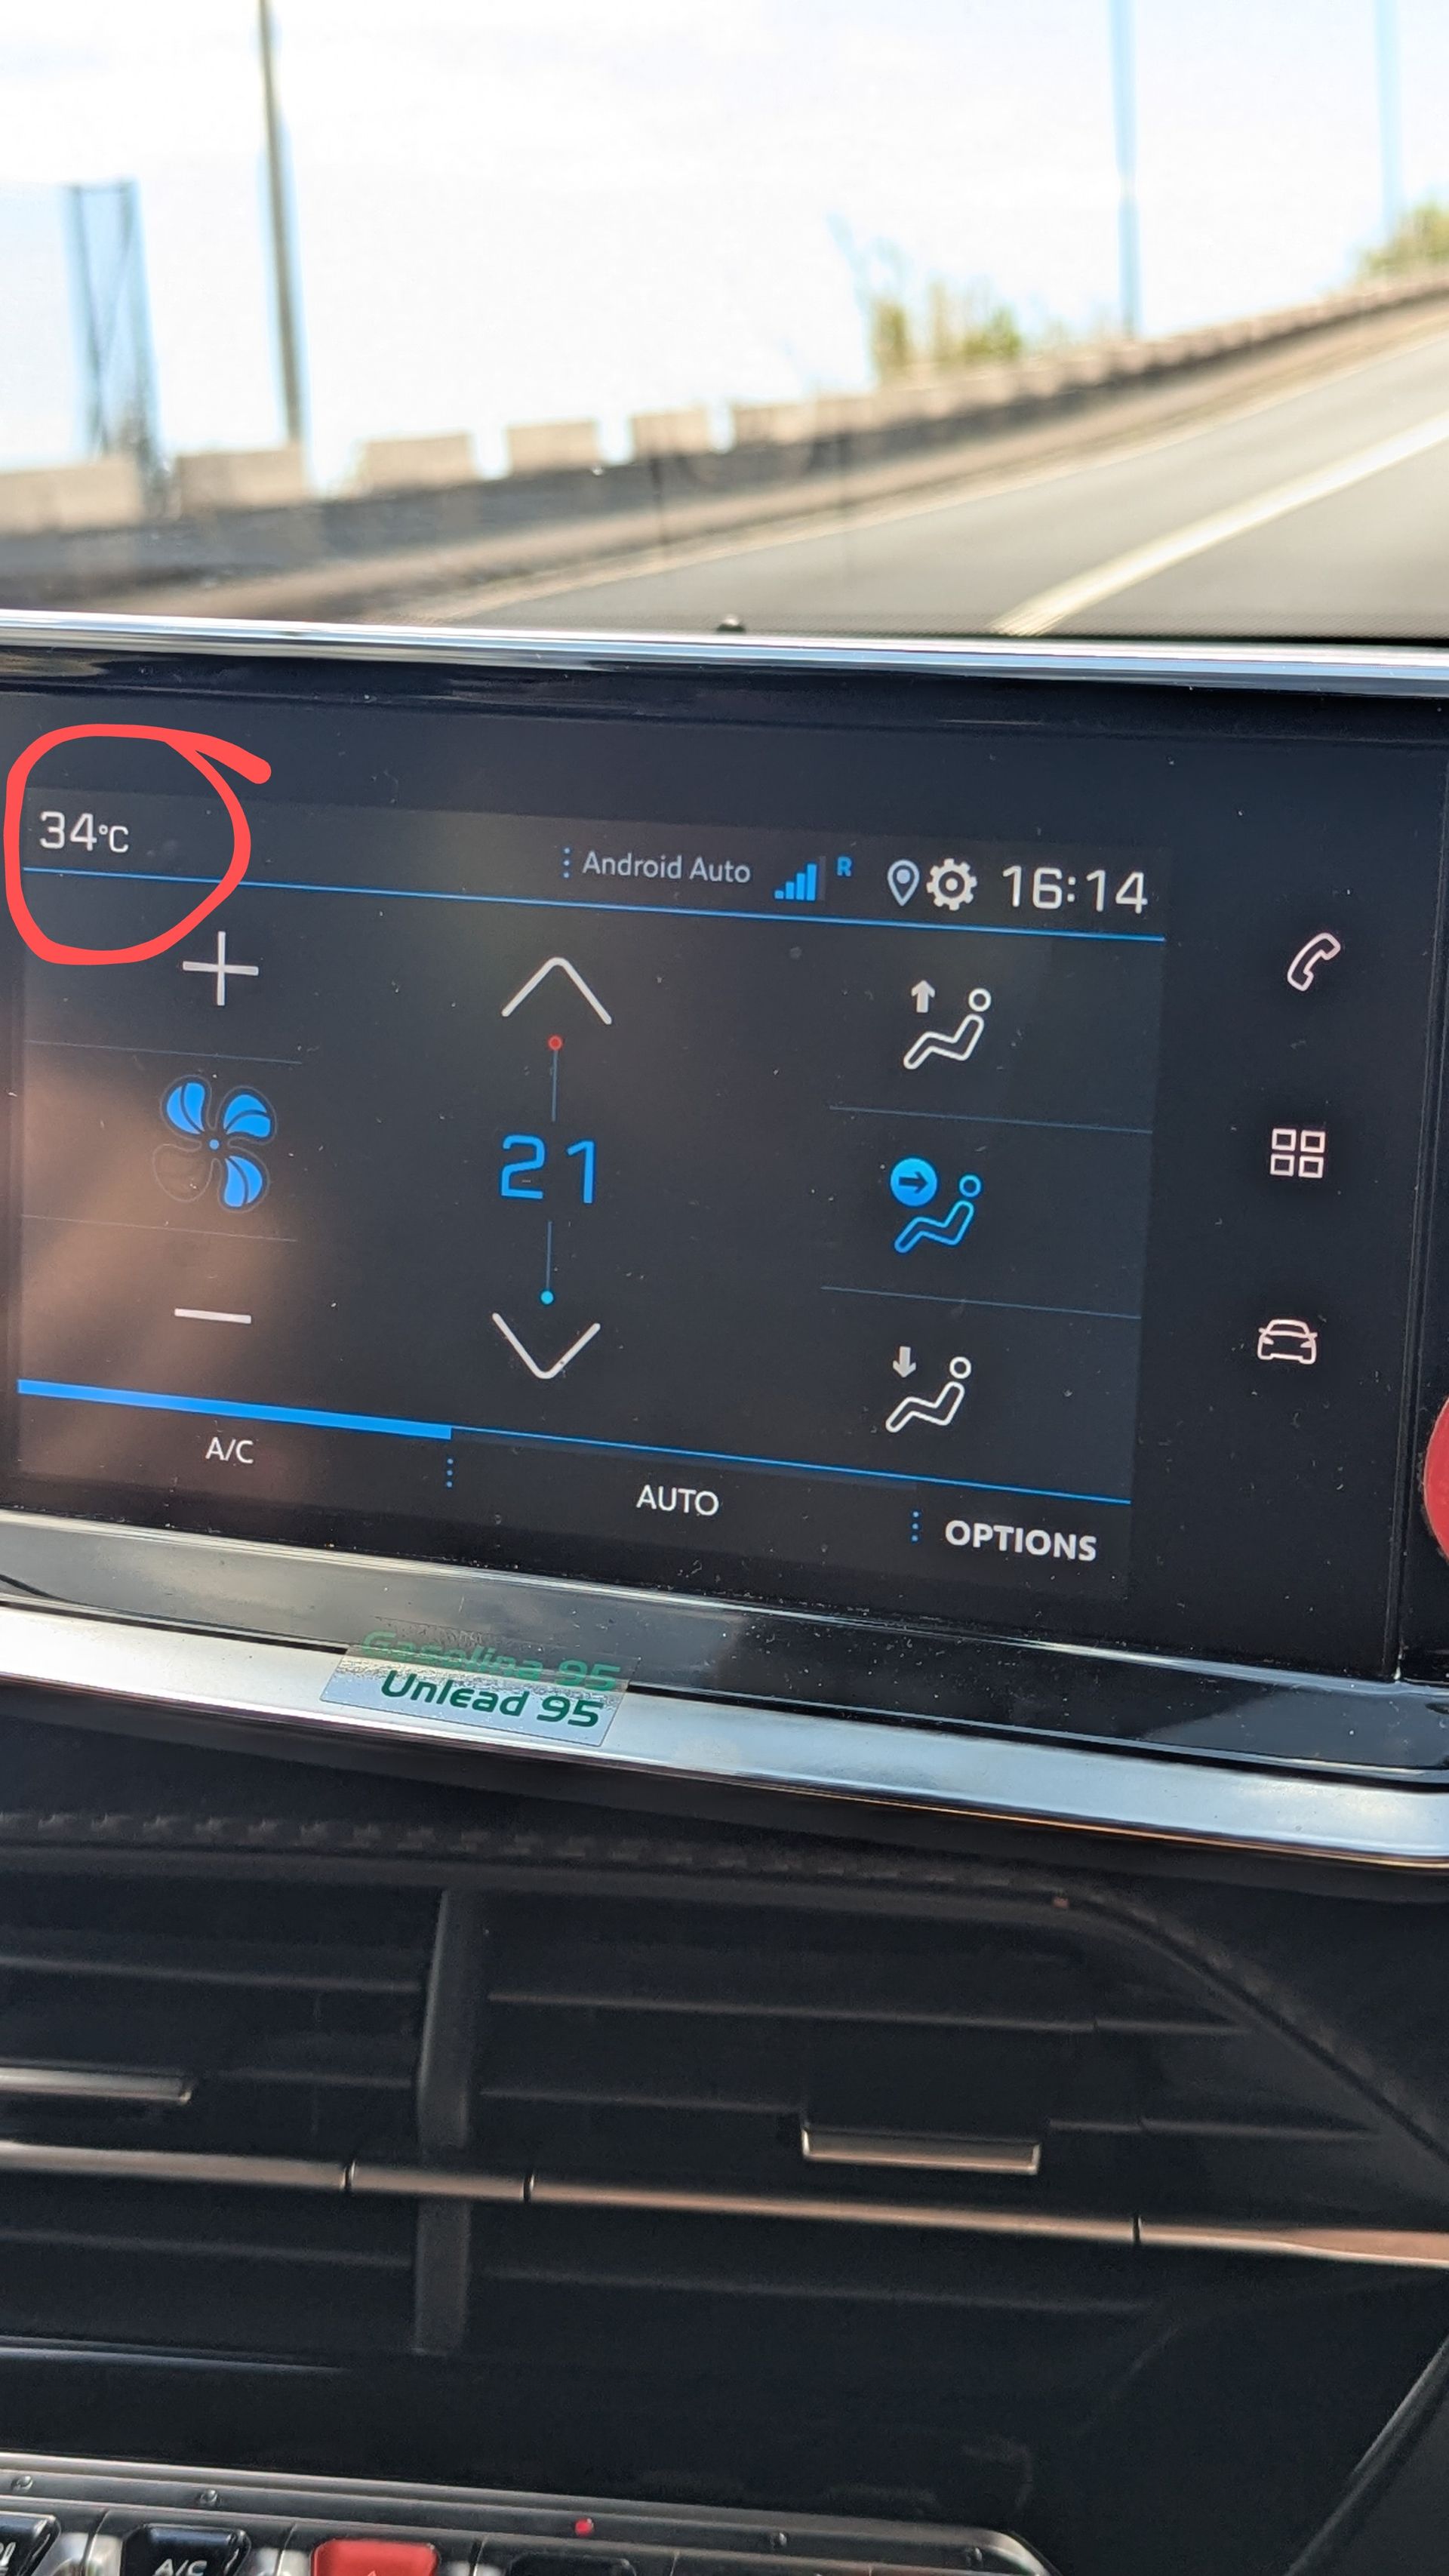 34°C
Android Auto R 16:14
21
A/C AUTO OPTIONS
Gasolina 95
Unlead 95
A/C